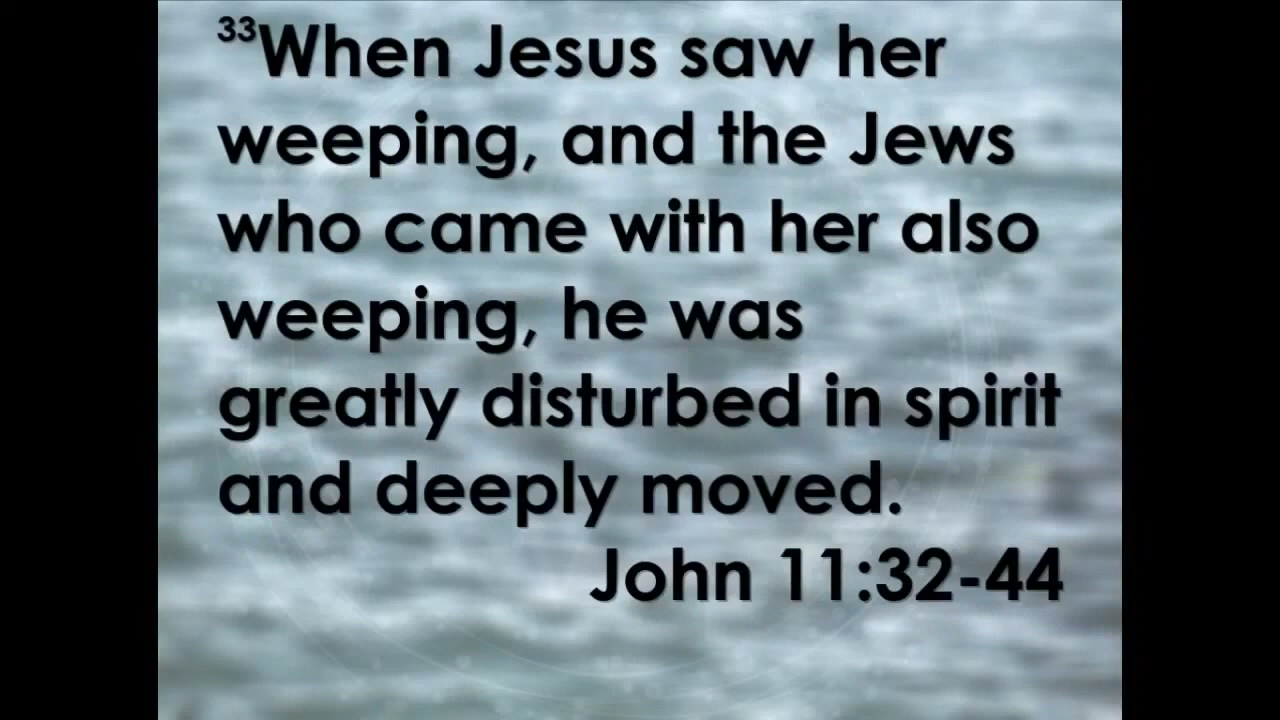 33When Jesus saw her
weeping, and the Jews
who came with her also
weeping, he was
greatly disturbed in spirit
and deeply moved.
John 11:32-44